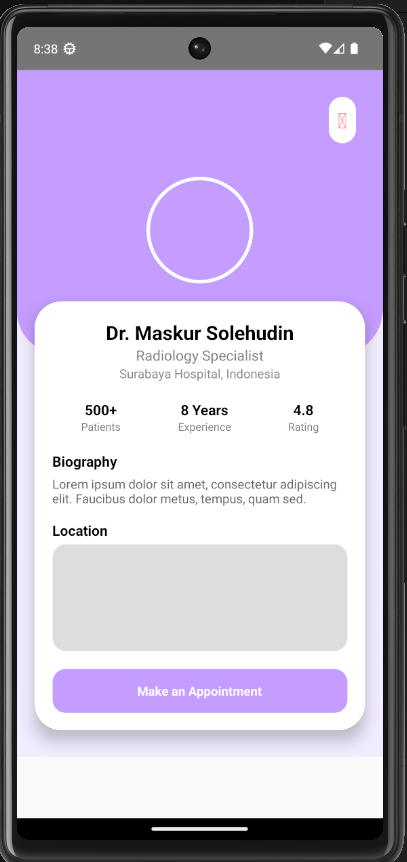 8:38
Dr. Maskur Solehudin
Radiology Specialist
Surabaya Hospital, Indonesia
500+ 8 Years 4.8
Patients Experience Rating
Biography
Lorem ipsum dolor sit amet, consectetur adipiscing
elit. Faucibus dolor metus, tempus, quam sed.
Location
Make an Appointment